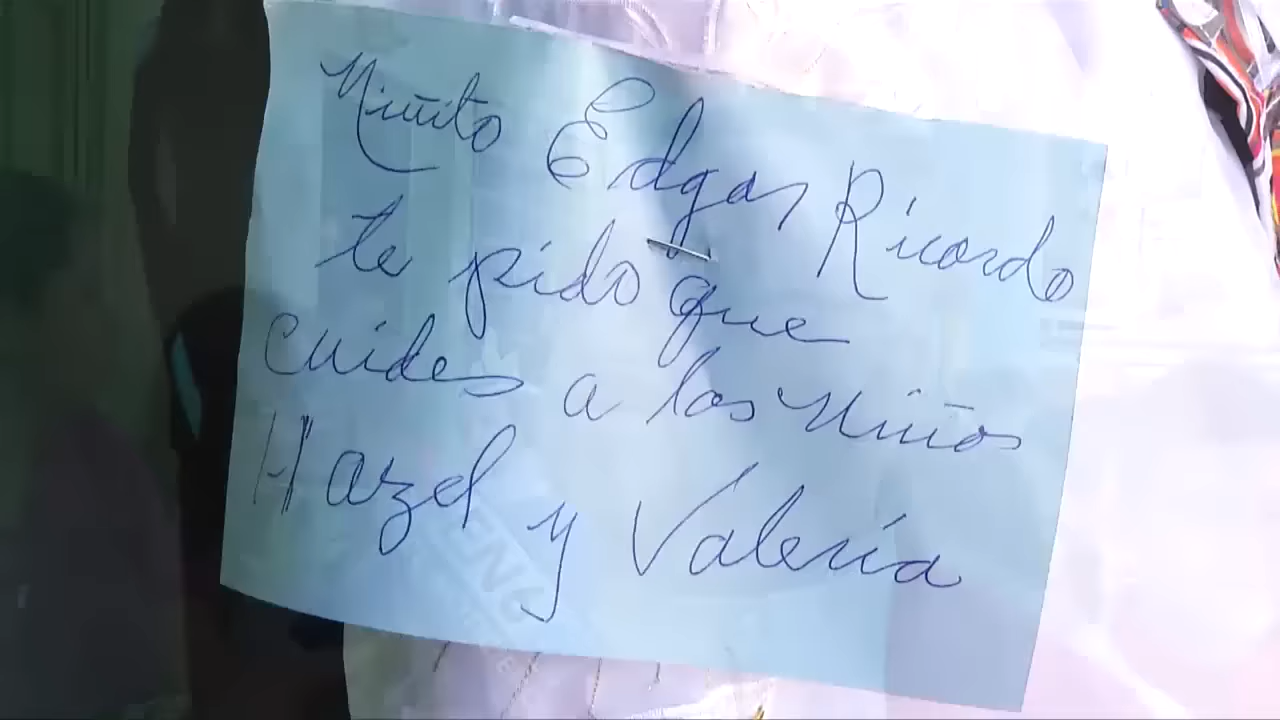 Niñito Edgar Ricardo
te pido que
cuides a los niños
Hazel y Valeria